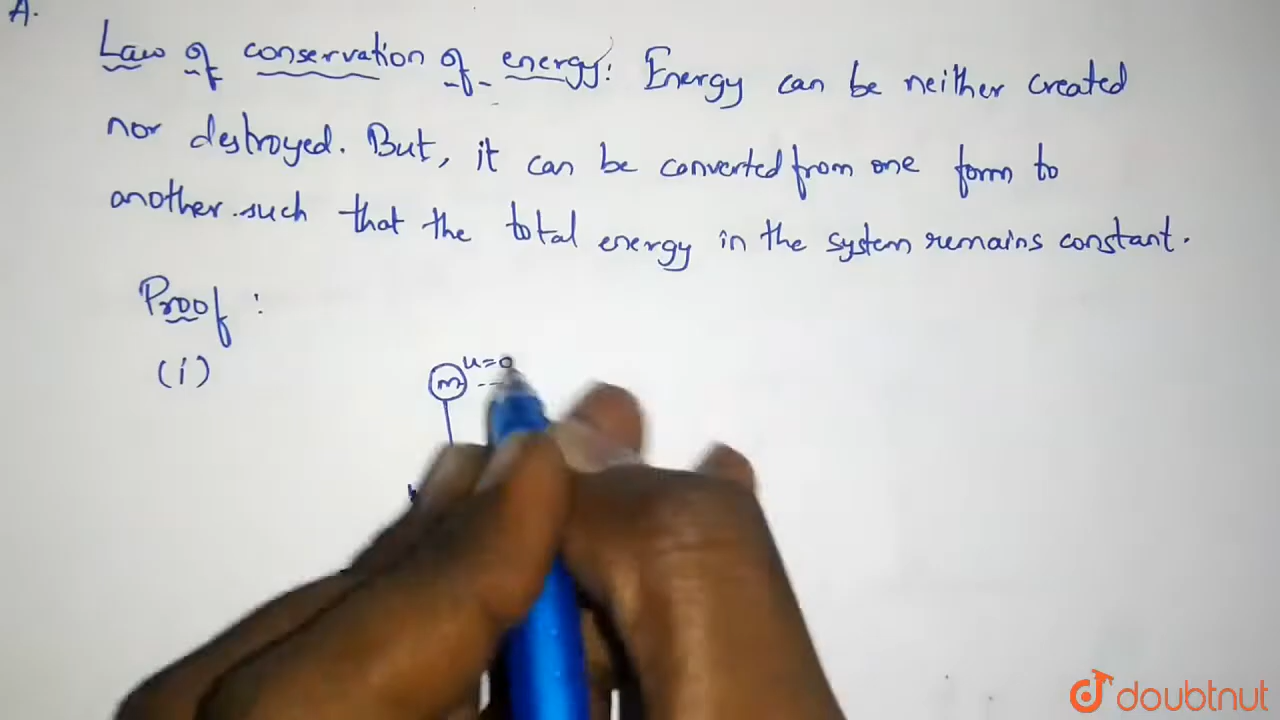 A.
Law of conservation of energy: Energy can be neither created
nor destroyed. But, it can be converted from one form to
another. such that the total energy in the system remains constant.
Proof :
(i)
u=0
m
doubtnut